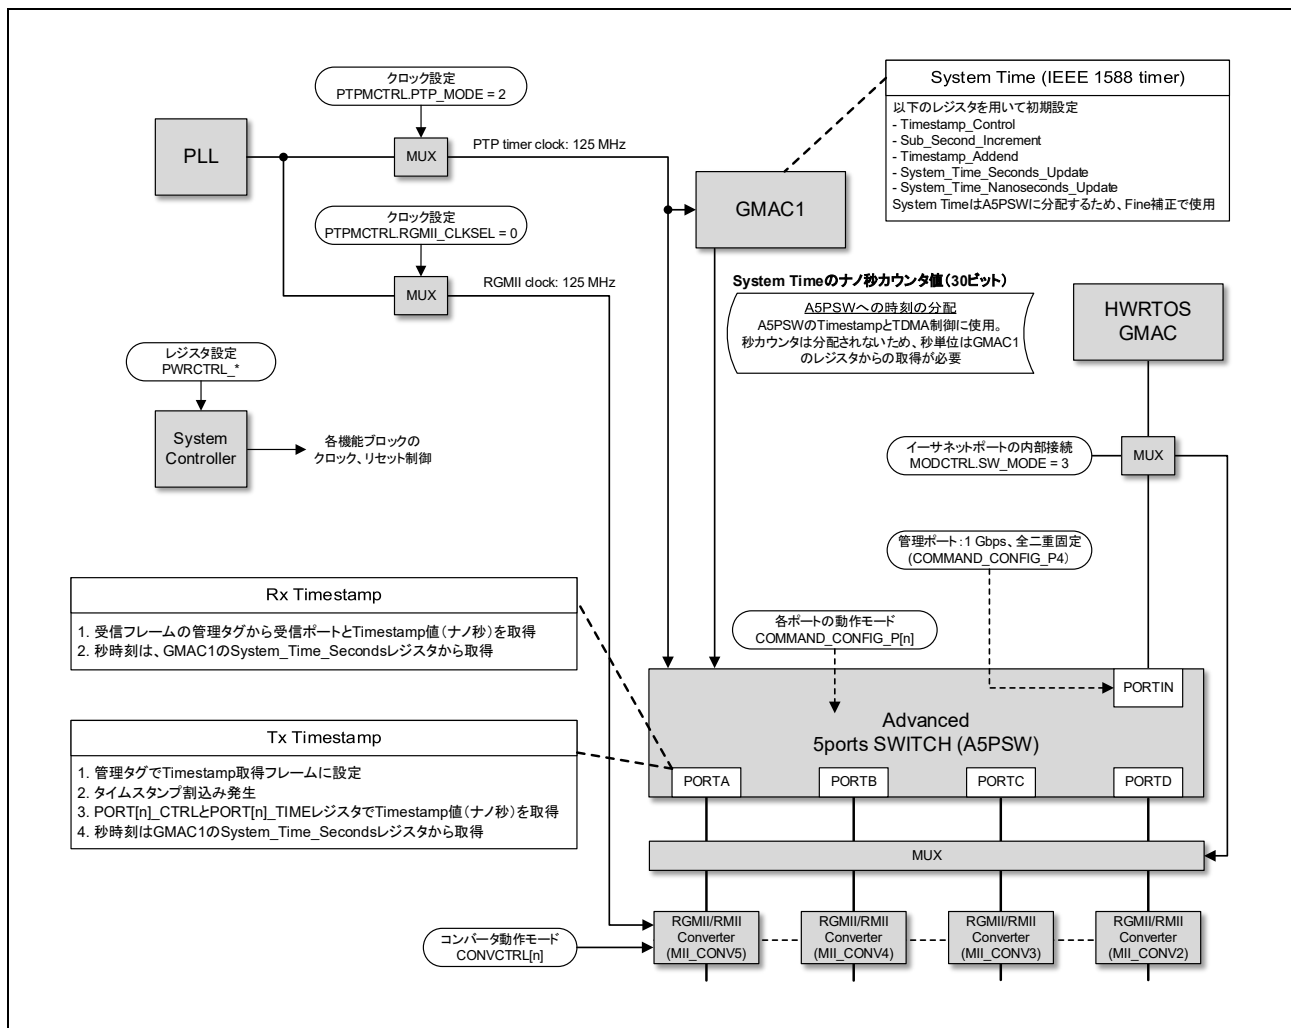 クロック設定
PTPMCTRL.PTP_MODE = 2
PLL
MUX
PTP timer clock: 125 MHz
クロック設定
PTPMCTRL.RGMII_CLKSEL = 0
MUX
RGMII clock: 125 MHz
GMAC1
System Time (IEEE 1588 timer)
以下のレジスタを用いて初期設定
- Timestamp_Control
- Sub_Second_Increment
- Timestamp_Addend
- System_Time_Seconds_Update
- System_Time_Nanoseconds_Update
System TimeはA5PSWに分配するため、Fine補正で使用
System Timeのナノ秒カウンタ値(30ビット)
A5PSWへの時刻の分配
A5PSWのTimestampとTDMA制御に使用。
秒カウンタは分配されないため、秒単位はGMAC1
のレジスタからの取得が必要
HWRTOS
GMAC
レジスタ設定
PWRCTRL_*
System
Controller
各機能ブロックの
クロック、リセット制御
イーサネットポートの内部接続
MODCTRL.SW_MODE = 3
MUX
管理ポート:1 Gbps、全二重固定
(COMMAND_CONFIG_P4)
各ポートの動作モード
COMMAND_CONFIG_P[n]
Rx Timestamp
1. 受信フレームの管理タグから受信ポートとTimestamp値(ナノ秒)を取得
2. 秒時刻は、GMAC1のSystem_Time_Secondsレジスタから取得
Tx Timestamp
1. 管理タグでTimestamp取得フレームに設定
2. タイムスタンプ割込み発生
3. PORT[n]_CTRLとPORT[n]_TIMEレジスタでTimestamp値(ナノ秒)を取得
4. 秒時刻はGMAC1のSystem_Time_Secondsレジスタから取得
PORTIN
Advanced
5ports SWITCH (A5PSW)
PORTA
PORTB
PORTC
PORTD
MUX
コンバータ動作モード
CONVCTRL[n]
RGMII/RMII
Converter
(MII_CONV5)
RGMII/RMII
Converter
(MII_CONV4)
RGMII/RMII
Converter
(MII_CONV3)
RGMII/RMII
Converter
(MII_CONV2)